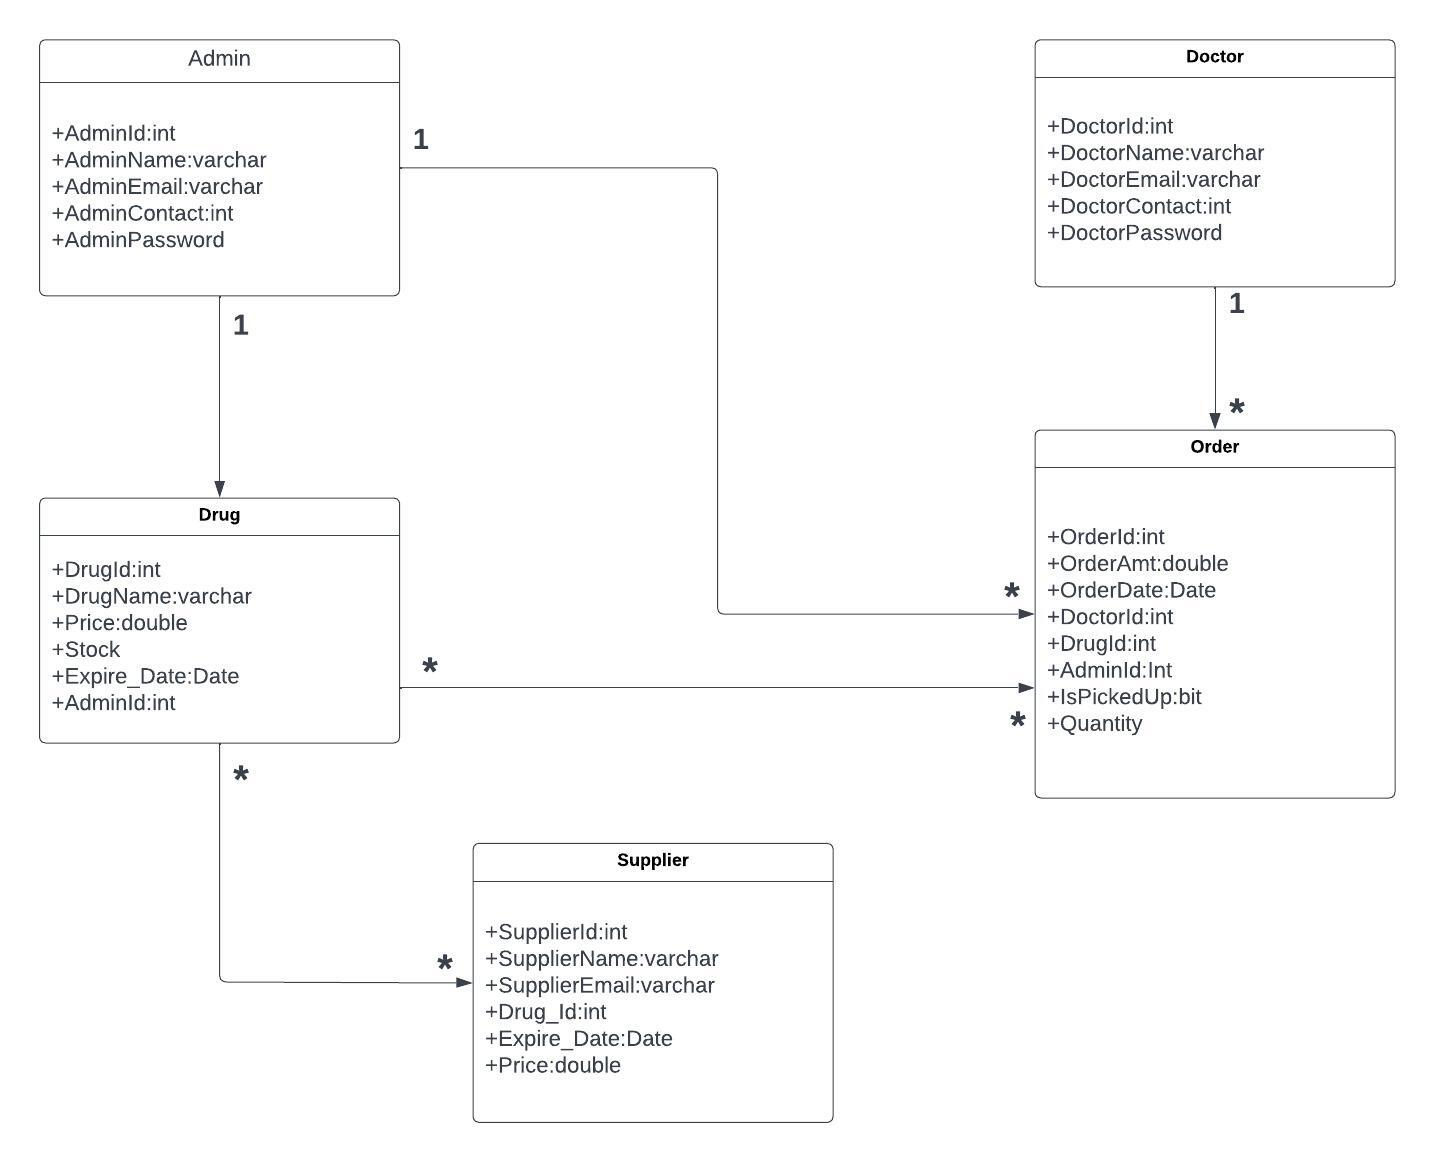 Admin
+AdminId:int
+AdminName:varchar
+AdminEmail:varchar
+AdminContact:int
+AdminPassword
1
1
Doctor
+DoctorId:int
+DoctorName:varchar
+DoctorEmail:varchar
+DoctorContact:int
+DoctorPassword
1
*
Drug
+DrugId:int
+DrugName:varchar
+Price:double
+Stock
+Expire_Date:Date
+AdminId:int
*
*
*
*
Order
+OrderId:int
+OrderAmt:double
+OrderDate:Date
+DoctorId:int
+DrugId:int
+AdminId:Int
+IsPickedUp:bit
+Quantity
*
Supplier
+SupplierId:int
+SupplierName:varchar
+SupplierEmail:varchar
+Drug_Id:int
+Expire_Date:Date
+Price:double